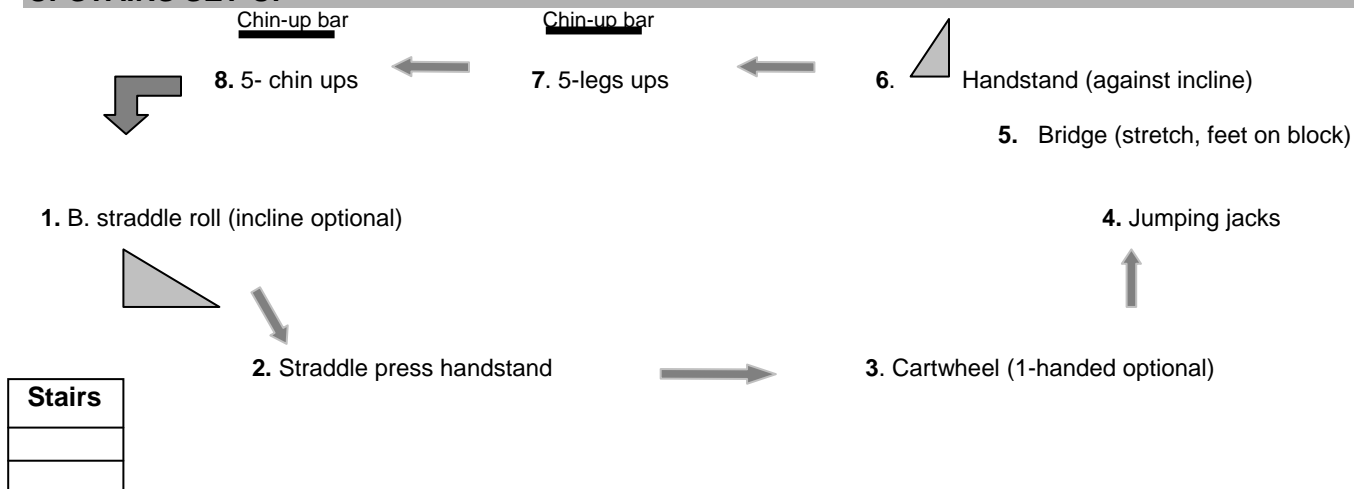 Chin-up bar
Chin-up bar
8. 5- chin ups
7. 5-legs ups
6. Handstand (against incline)
5. Bridge (stretch, feet on block)
1. B. straddle roll (incline optional)
4. Jumping jacks
2. Straddle press handstand
3. Cartwheel (1-handed optional)
Stairs